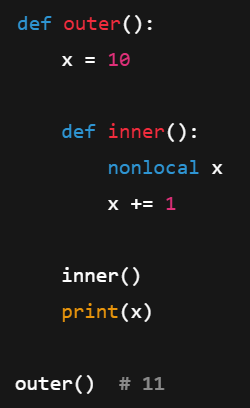 def outer():
    x = 10

    def inner():
        nonlocal x
        x += 1

    inner()
    print(x)

outer()  # 11